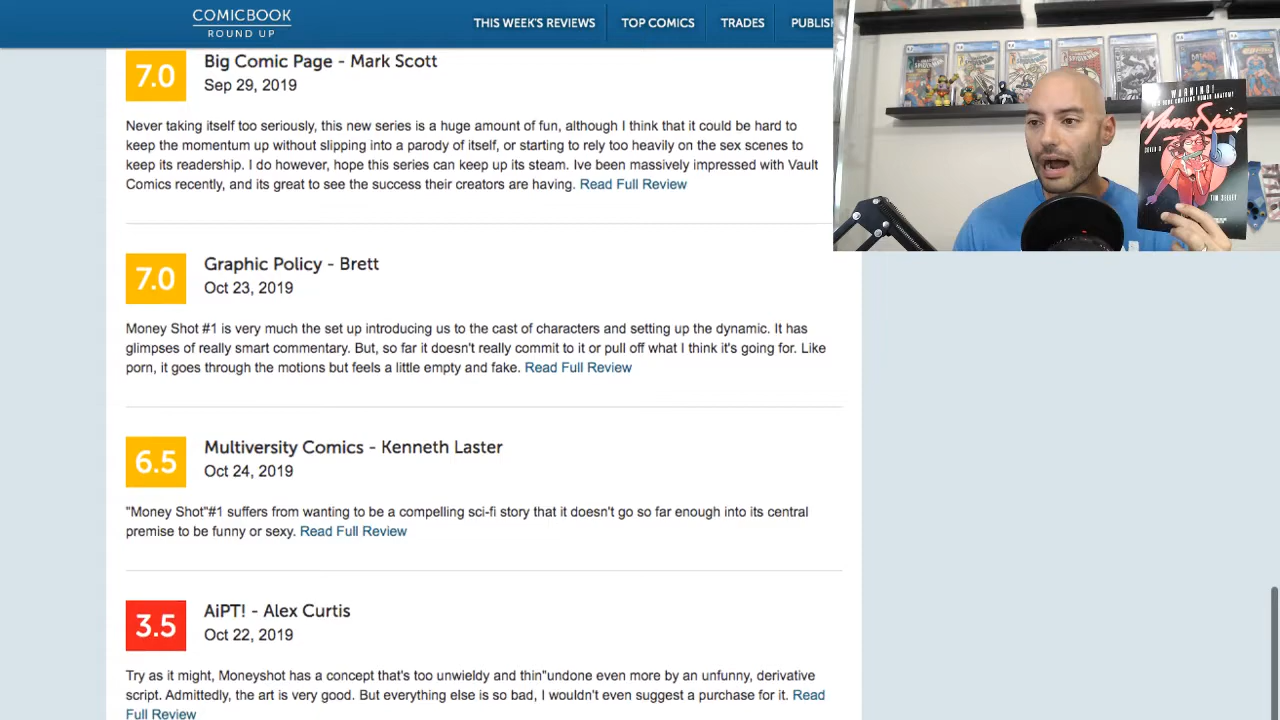 COMICBOOK
ROUND UP
THIS WEEK'S REVIEWS
TOP COMICS
TRADES
PUBLISH
7.0
Big Comic Page - Mark Scott
Sep 29, 2019
Never taking itself too seriously, this new series is a huge amount of fun, although I think that it could be hard to
keep the momentum up without slipping into a parody of itself, or starting to rely too heavily on the sex scenes to
keep its readership. I do however, hope this series can keep up its steam. Ive been massively impressed with Vault
Comics recently, and its great to see the success their creators are having. Read Full Review
7.0
Graphic Policy - Brett
Oct 23, 2019
Money Shot #1 is very much the set up introducing us to the cast of characters and setting up the dynamic. It has
glimpses of really smart commentary. But, so far it doesn't really commit to it or pull off what I think it's going for. Like
porn, it goes through the motions but feels a little empty and fake. Read Full Review
6.5
Multiversity Comics - Kenneth Laster
Oct 24, 2019
"Money Shot"#1 suffers from wanting to be a compelling sci-fi story that it doesn't go so far enough into its central
premise to be funny or sexy. Read Full Review
3.5
AiPT! - Alex Curtis
Oct 22, 2019
Try as it might, Moneyshot has a concept that's too unwieldy and thin"undone even more by an unfunny, derivative
script. Admittedly, the art is very good. But everything else is so bad, I wouldn't even suggest a purchase for it. Read
Full Review
WARNING!
Money Shot
TIM SEELEY